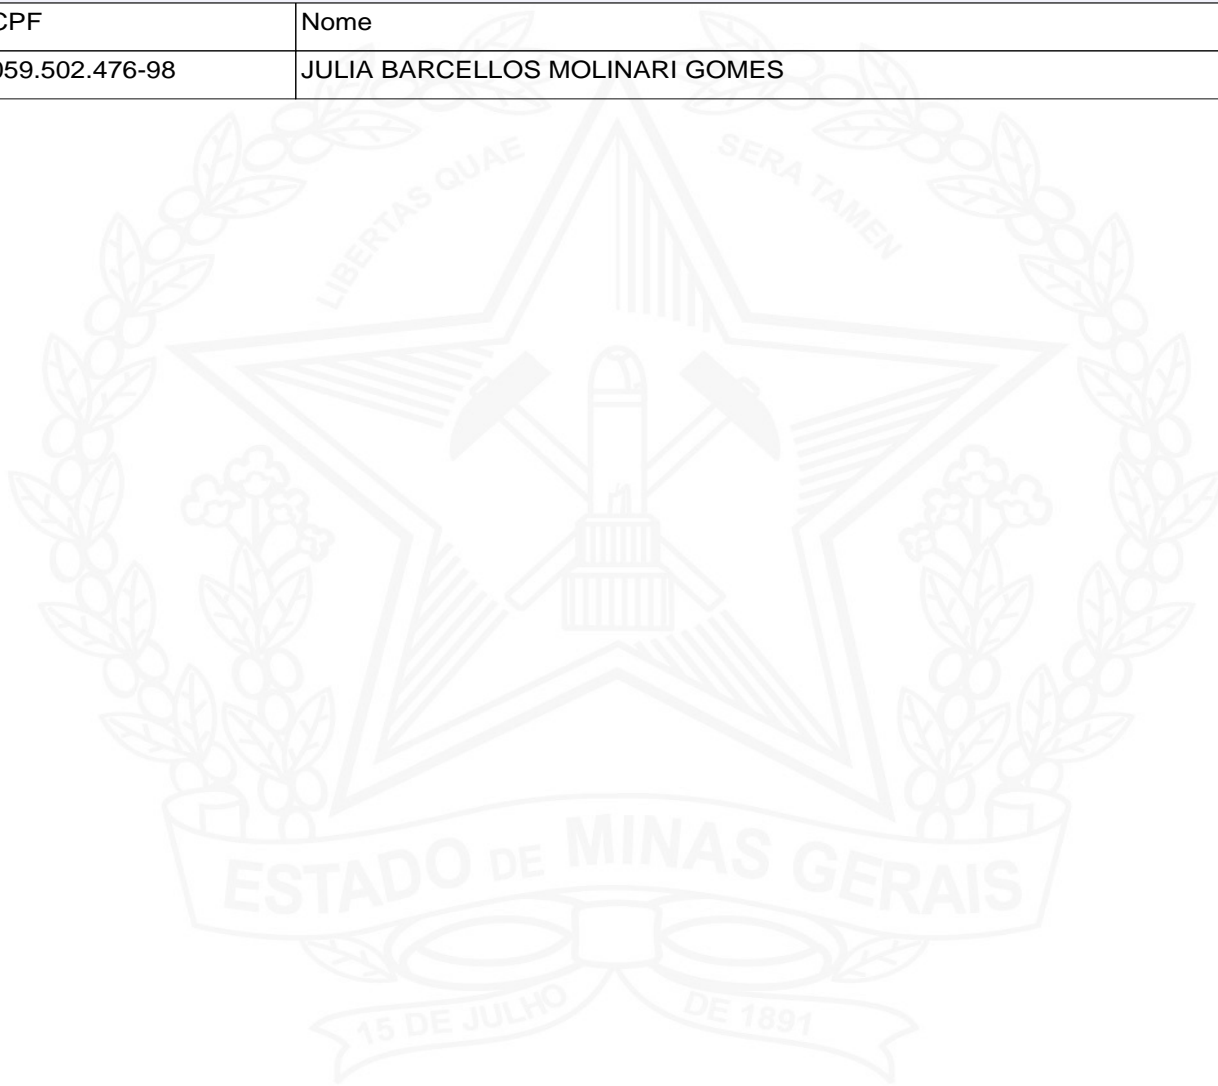 CPF Nome
059.502.476-98 JULIA BARCELLOS MOLINARI GOMES
LIBERTAS QUAE SERA TAMEN
ESTADO DE MINAS GERAIS
15 DE JULHO DE 1891